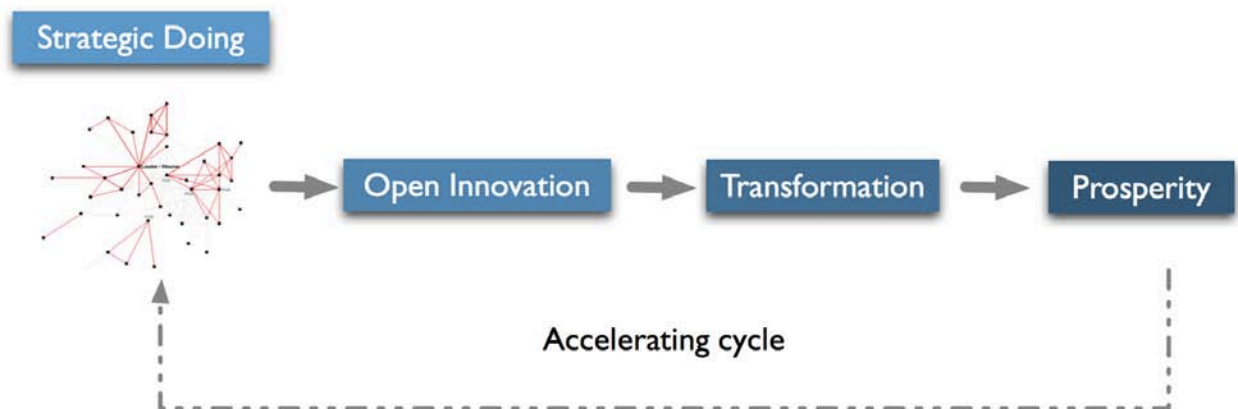 Strategic Doing
Open Innovation
Transformation
Prosperity
Accelerating cycle